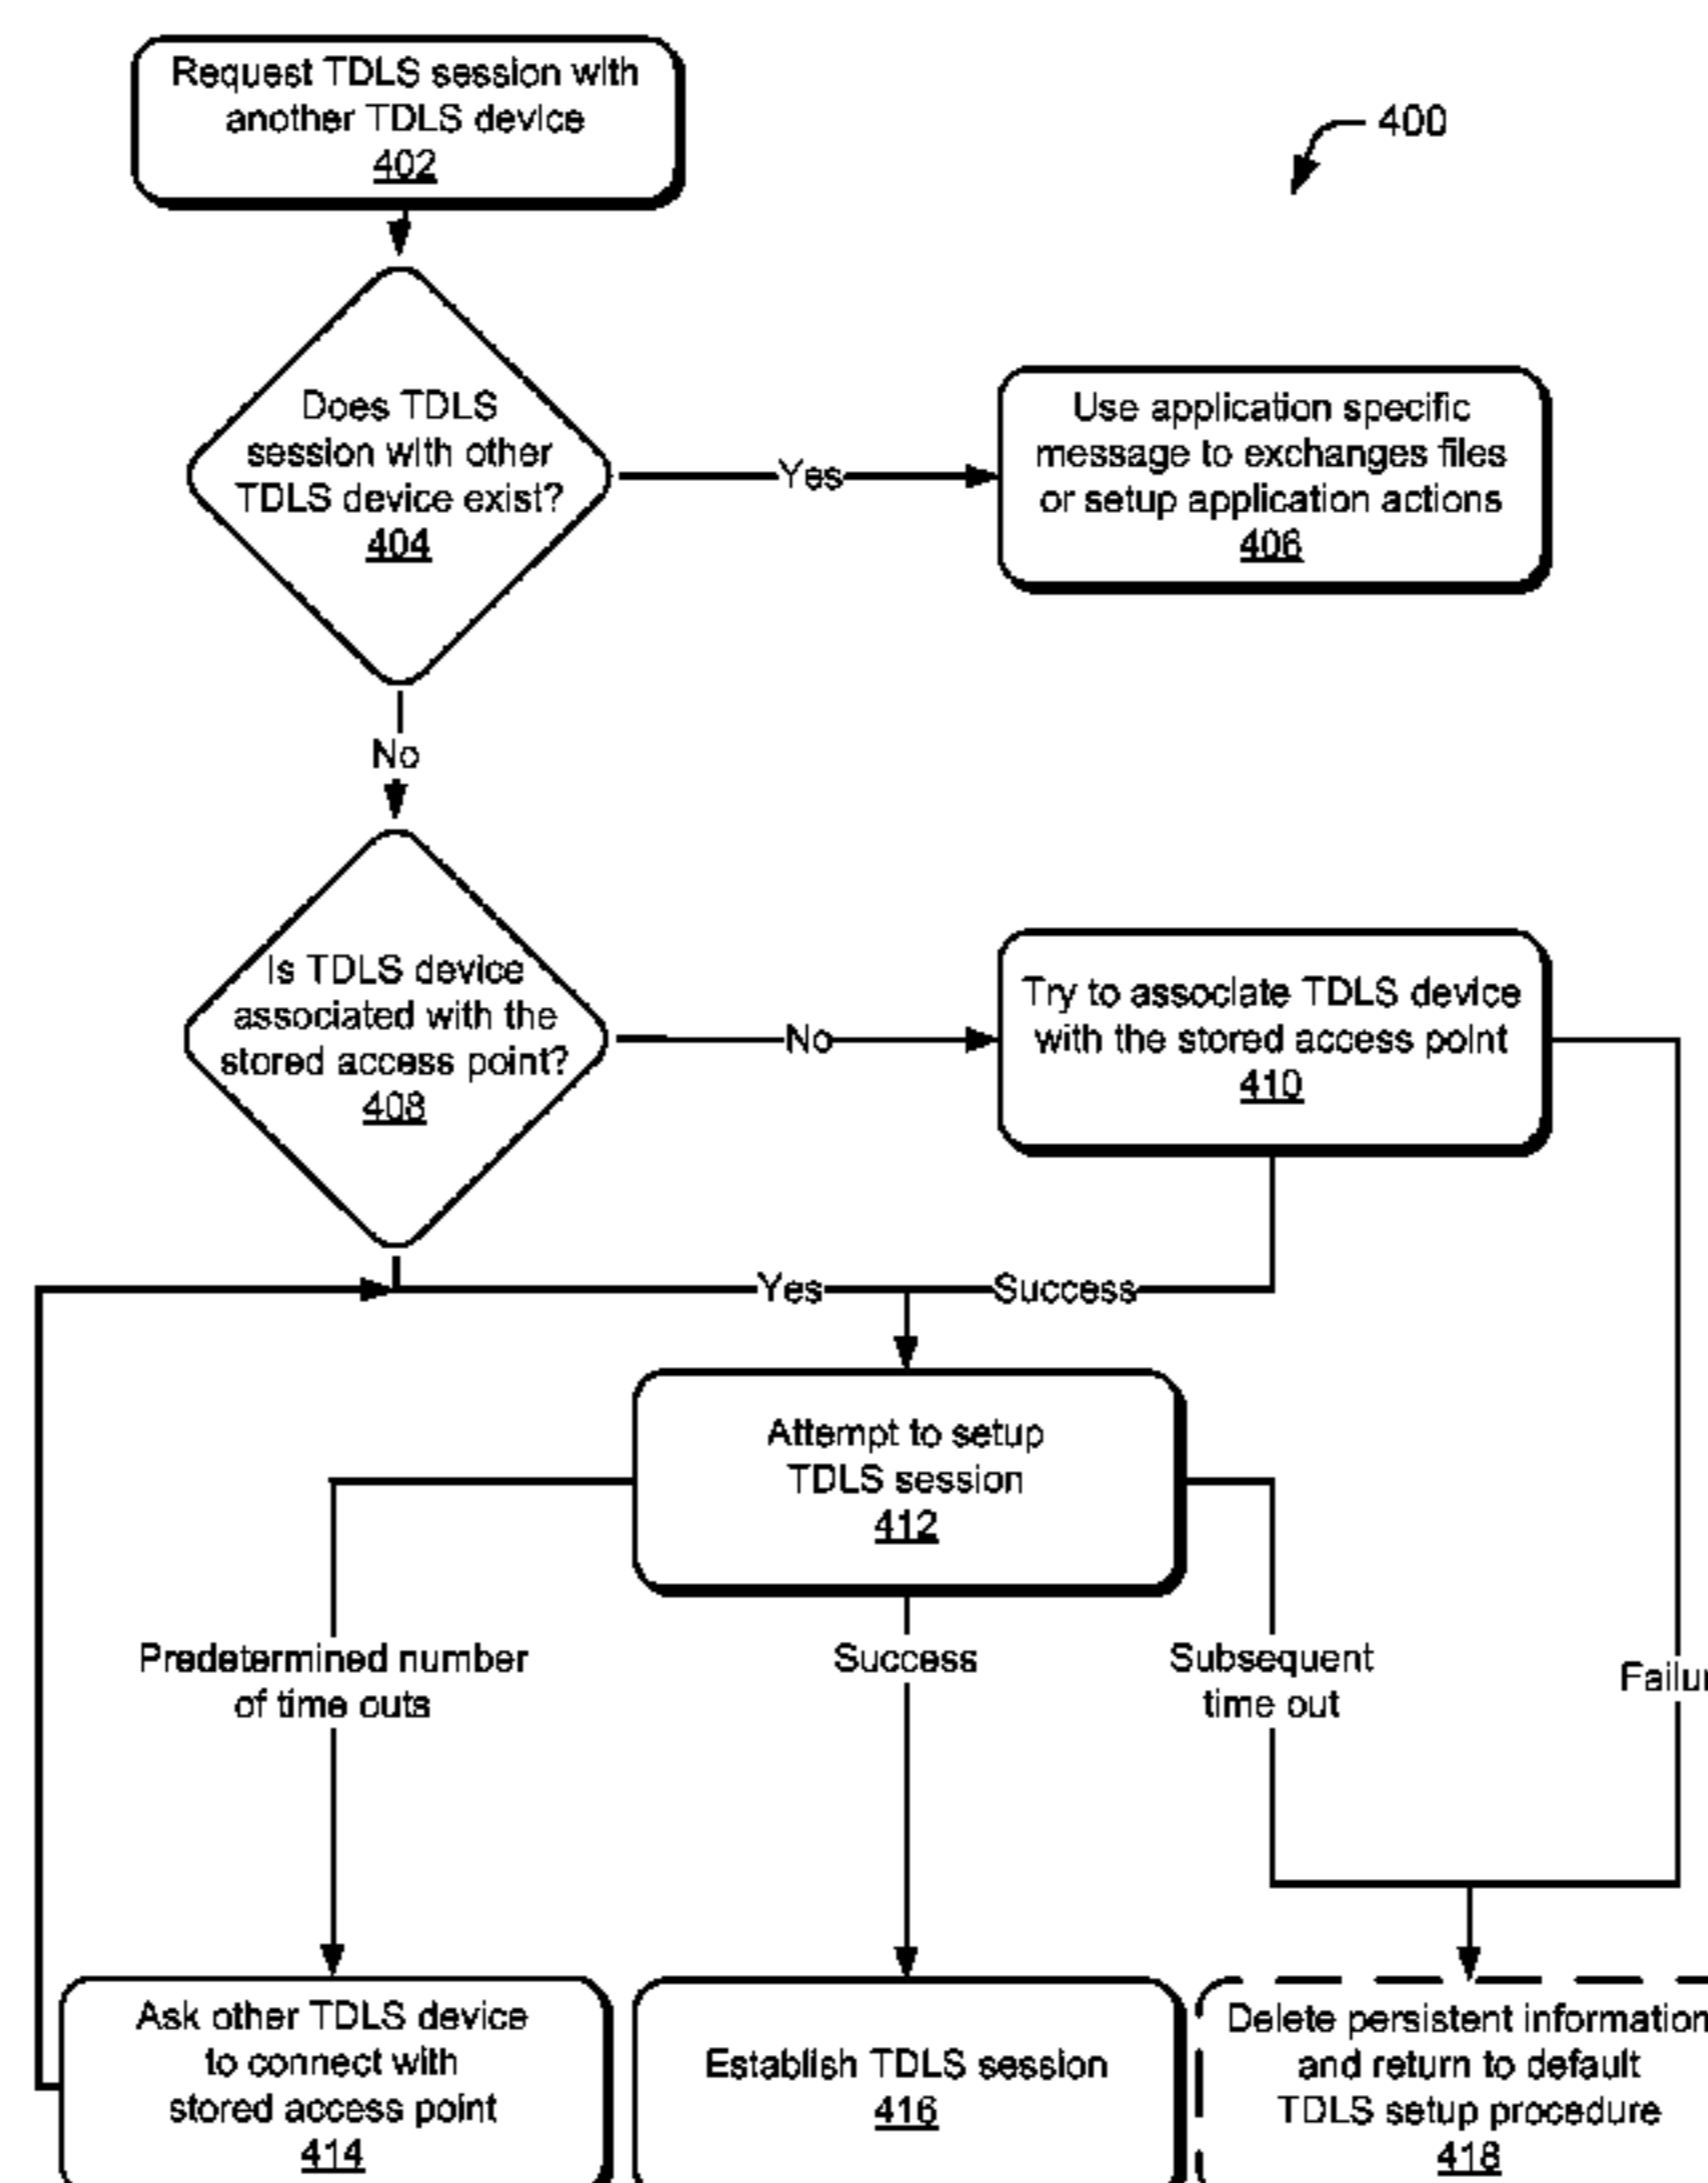 Request TDLS session with
another TDLS device
402
400
Does TDLS
session with other
TDLS device exist?
404
Yes
Use application specific
message to exchanges files
or setup application actions
406
No
Is TDLS device
associated with the
stored access point?
408
No
Try to associate TDLS device
with the stored access point
410
Yes
Success
Attempt to setup
TDLS session
412
Predetermined number
of time outs
Success
Subsequent
time out
Failur
Ask other TDLS device
to connect with
stored access point
414
Establish TDLS session
416
Delete persistent information
and return to default
TDLS setup procedure
418